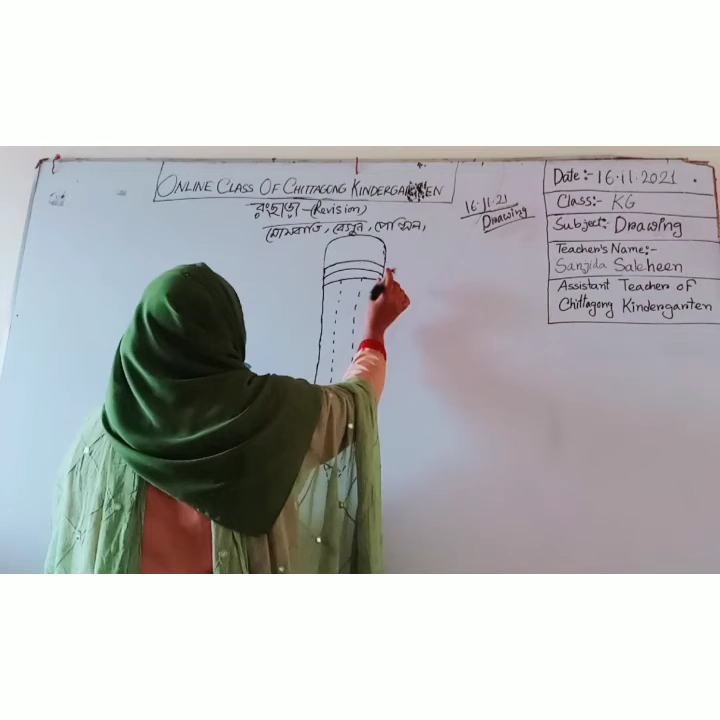 ONLINE CLASS OF CHITTAGONG KINDERGARTEN
রংছাড়া -(Revision)
মোমবাতি, বেলুন, পেন্সিল,
16.11.21
Drawing
Date:- 16.11.2021
Class:- KG
Subject:- Drawing
Teacher's Name:-
Sanjida Saleheen
Assistant Teacher of
Chittagong Kindergarten